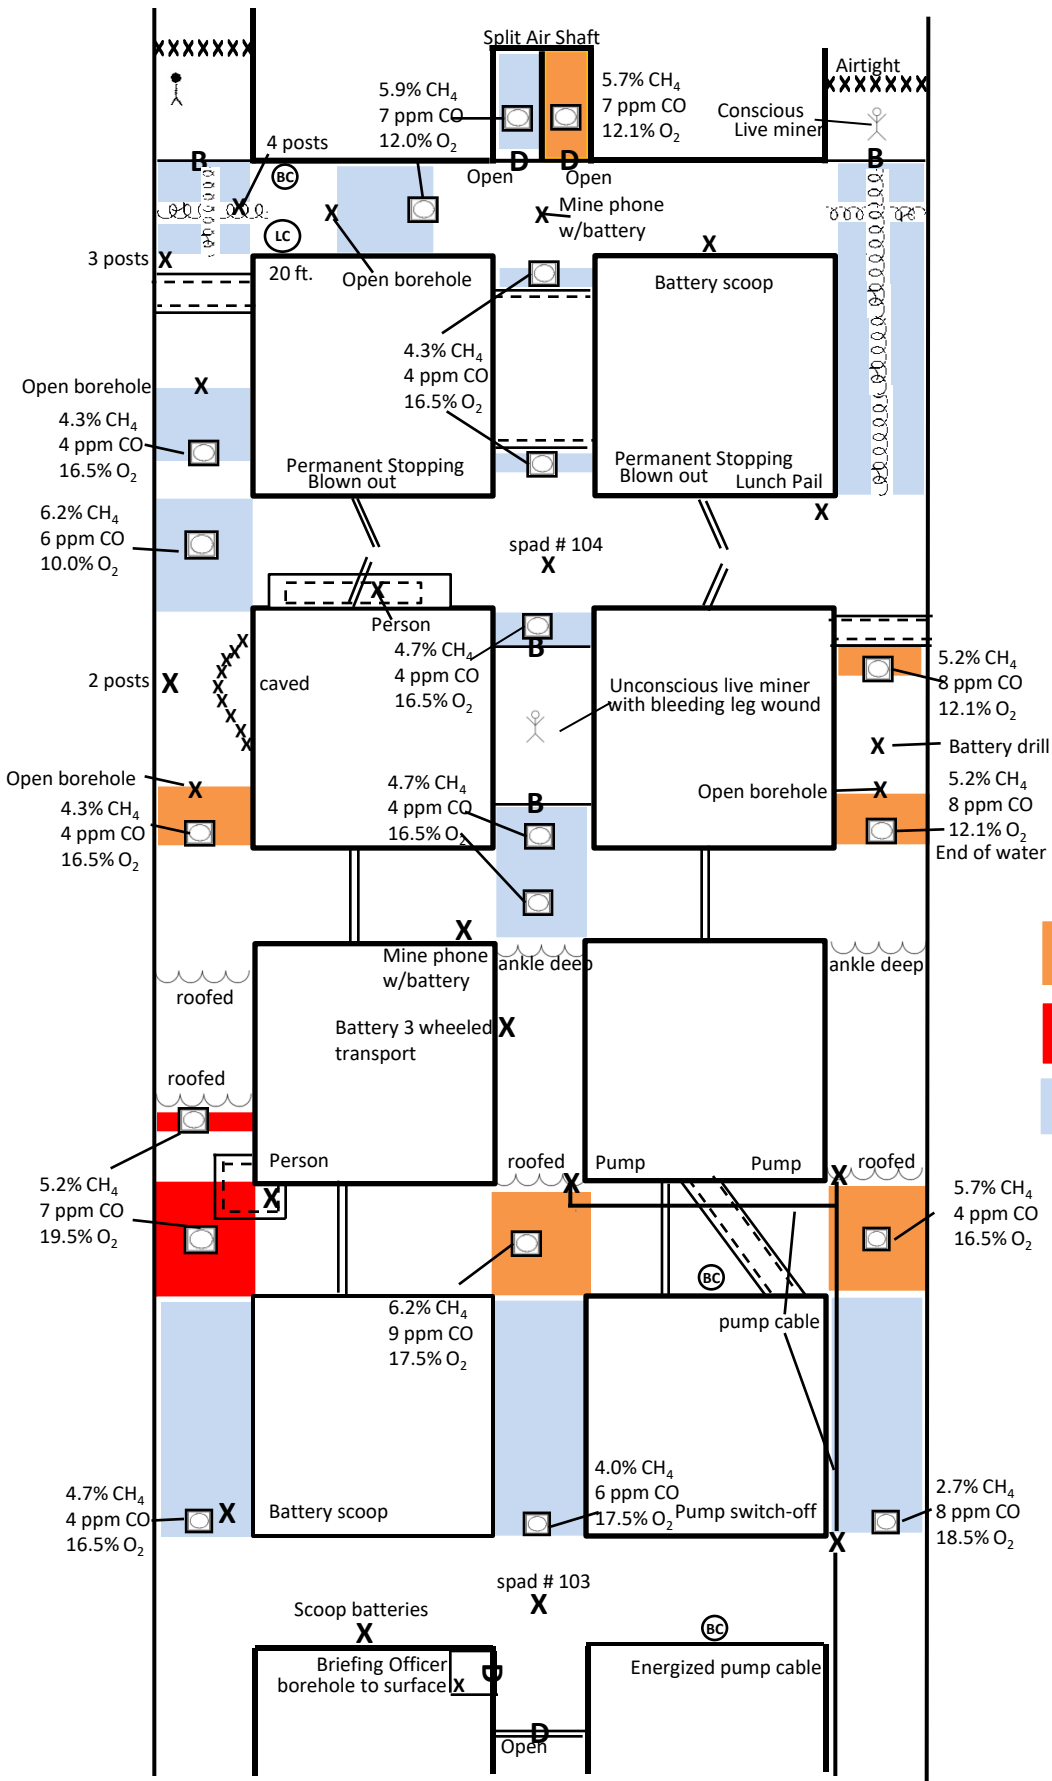 Split Air Shaft
Airtight
5.9% CH4
7 ppm CO
12.0% O2
5.7% CH4
7 ppm CO
12.1% O2
Conscious
Live miner
4 posts
B
BC
D
D
B
Open
Open
X
X
X
Mine phone
w/battery
LC
X
3 posts
X
20 ft.
Open borehole
Battery scoop
4.3% CH4
4 ppm CO
16.5% O2
Open borehole
X
4.3% CH4
4 ppm CO
16.5% O2
Permanent Stopping
Blown out
Permanent Stopping
Blown out
Lunch Pail
X
6.2% CH4
6 ppm CO
10.0% O2
spad # 104
X
X
Person
4.7% CH4
4 ppm CO
16.5% O2
B
5.2% CH4
8 ppm CO
12.1% O2
2 posts
X
caved
Unconscious live miner
with bleeding leg wound
X
Battery drill
Open borehole
X
4.3% CH4
4 ppm CO
16.5% O2
4.7% CH4
4 ppm CO
16.5% O2
B
Open borehole
X
5.2% CH4
8 ppm CO
12.1% O2
End of water
X
Mine phone
w/battery
ankle deep
ankle deep
roofed
Battery 3 wheeled
transport
X
roofed
Person
roofed
Pump
Pump
roofed
X
X
X
5.2% CH4
7 ppm CO
19.5% O2
5.7% CH4
4 ppm CO
16.5% O2
BC
6.2% CH4
9 ppm CO
17.5% O2
pump cable
4.7% CH4
4 ppm CO
16.5% O2
X
Battery scoop
4.0% CH4
6 ppm CO
17.5% O2
Pump switch-off
X
2.7% CH4
8 ppm CO
18.5% O2
spad # 103
X
Scoop batteries
X
BC
Briefing Officer
borehole to surface
X
D
Energized pump cable
D
Open